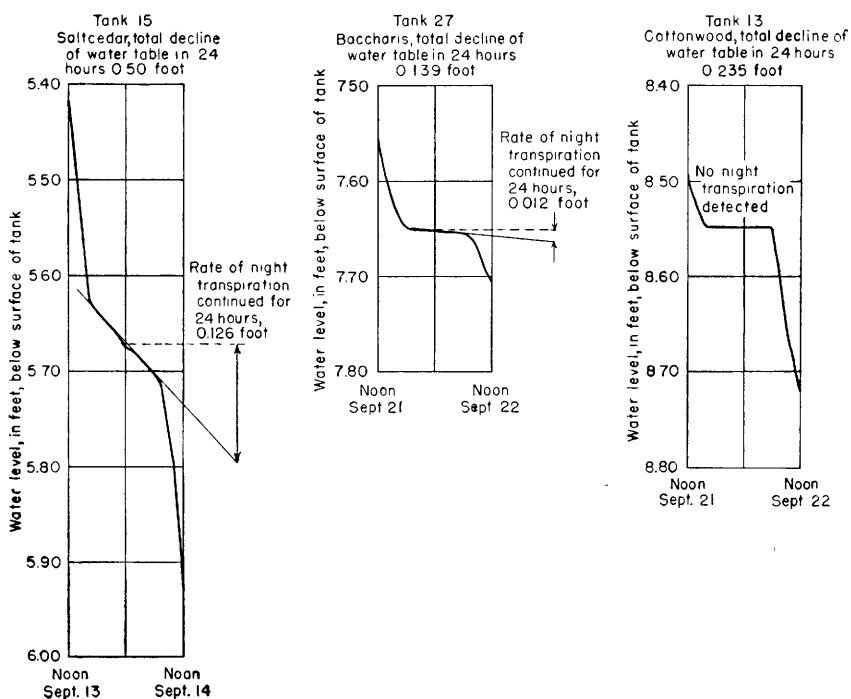 Tank 15
Saltcedar, total decline
of water table in 24
hours 0.50 foot
5.40
5.50
5.60
5.70
5.80
5.90
6.00
Water level, in feet, below surface of tank
Rate of night
transpiration
continued for
24 hours,
0.126 foot
Noon
Sept. 13
Noon
Sept. 14
Tank 27
Baccharis, total decline of
water table in 24 hours
0.139 foot
7.50
7.60
7.70
7.80
Water level, in feet, below surface of tank
Rate of night
transpiration
continued for
24 hours,
0.012 foot
Noon
Sept 21
Noon
Sept 22
Tank 13
Cottonwood, total decline of
water table in 24 hours
0.235 foot
8.40
8.50
8.60
8.70
8.80
Water level, in feet, below surface of tank
No night
transpiration
detected
Noon
Sept. 21
Noon
Sept 22